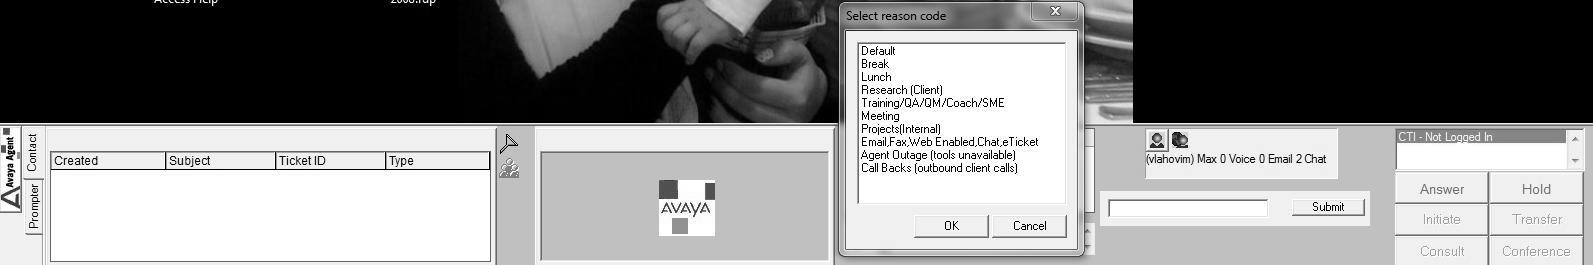 Access Help
2008.rdp
Select reason code
Default
Break
Lunch
Research (Client)
Training/QA/QM/Coach/SME
Meeting
Projects(Internal)
Email,Fax,Web Enabled,Chat,eTicket
Agent Outage (tools unavailable)
Call Backs (outbound client calls)
OK Cancel
Avaya Agent
Contact
Prompter
Created Subject Ticket ID Type
AVAYA
(vlahovim) Max 0 Voice 0 Email 2 Chat
Submit
CTI - Not Logged In
Answer Hold
Initiate Transfer
Consult Conference